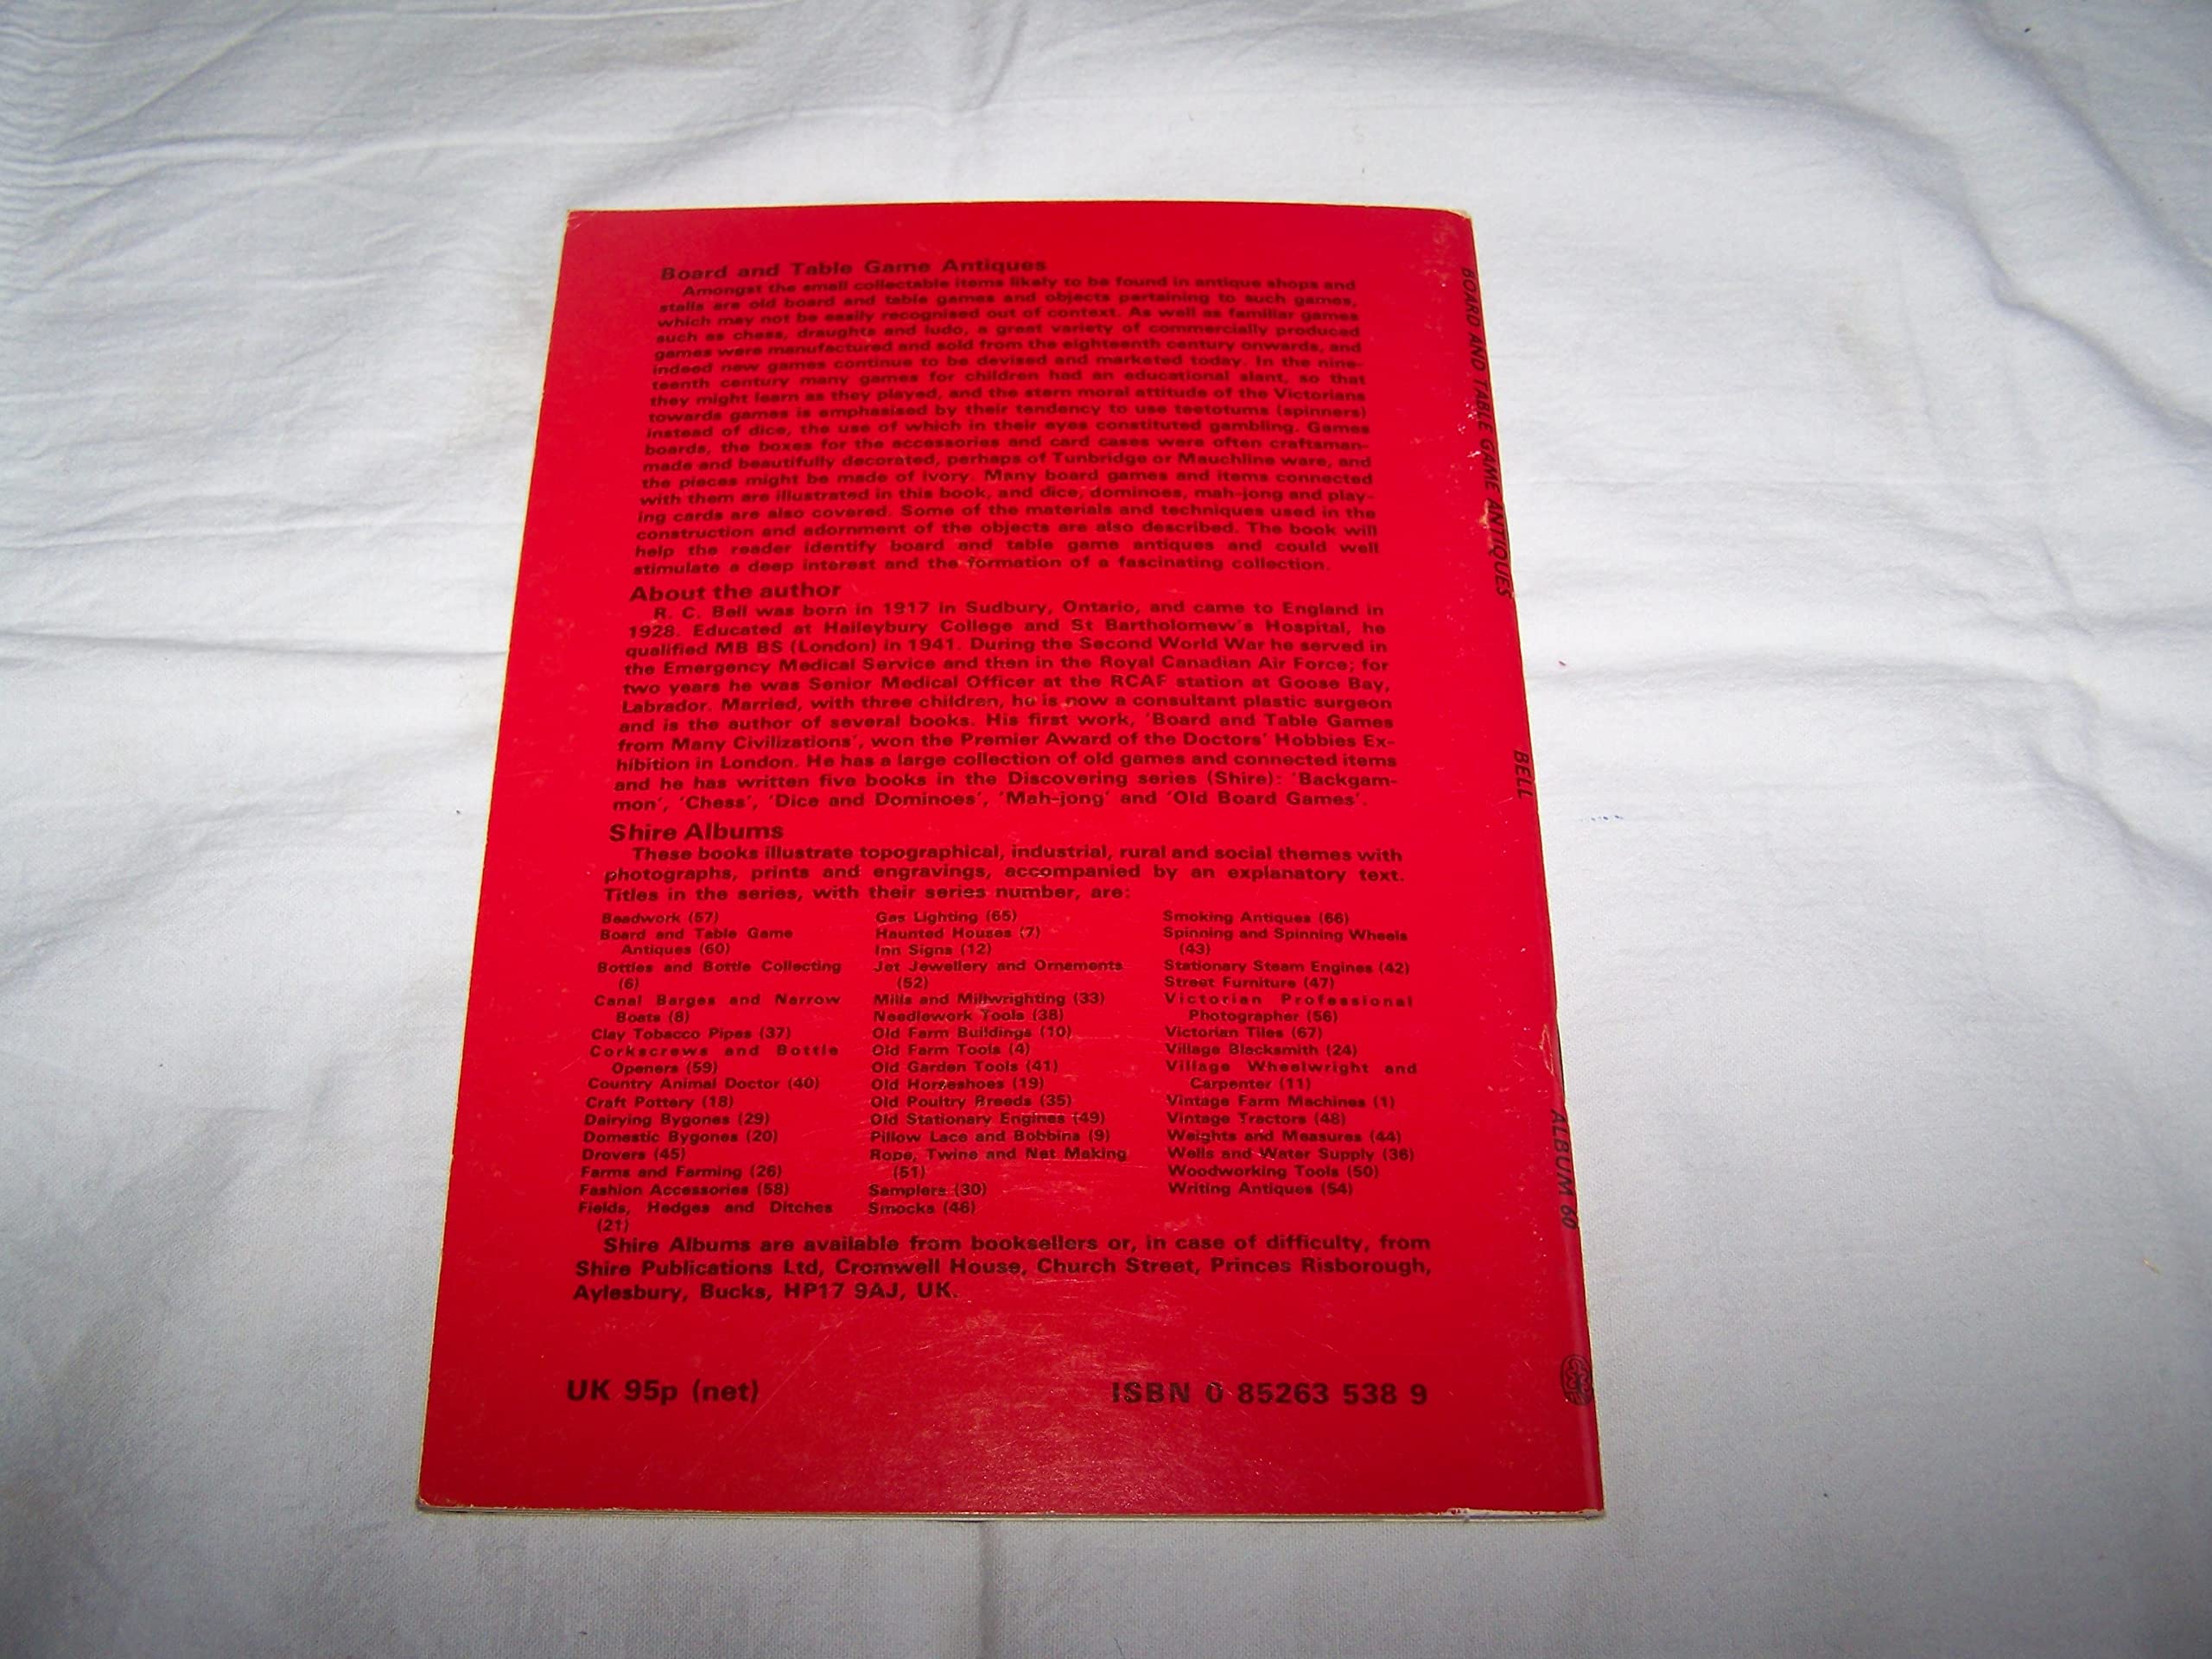 Board and Table Game Antiques
Amongst the small collectable items likely to be found in antique shops and
stalls are old board and table games and objects pertaining to such games,
which may not be easily recognised out of context. As well as familiar games
such as chess, draughts and ludo, a great variety of commercially produced
games were manufactured and sold from the eighteenth century onwards, and
indeed new games continue to be devised and marketed today. In the nine-
teenth century many games for children had an educational slant, so that
they might learn as they played, and the stern moral attitude of the Victorians
towards games is emphasised by their tendency to use teetotums (spinners)
instead of dice, the use of which in their eyes constituted gambling. Games
boards, the boxes for the accessories and card cases were often craftsman-
made and beautifully decorated, perhaps of Tunbridge or Mauchline ware, and
the pieces might be made of ivory. Many board games and items connected
with them are illustrated in this book, and dice, dominoes, mah-jong and play-
ing cards are also covered. Some of the materials and techniques used in the
construction and adornment of the objects are also described. The book will
help the reader identify board and table game antiques and could well
stimulate a deep interest and the formation of a fascinating collection.
About the author
R. C. Bell was born in 1917 in Sudbury, Ontario, and came to England in
1928. Educated at Haileybury College and St Bartholomew's Hospital, he
qualified MB BS (London) in 1941. During the Second World War he served in
the Emergency Medical Service and then in the Royal Canadian Air Force; for
two years he was Senior Medical Officer at the RCAF station at Goose Bay,
Labrador. Married, with three children, he is now a consultant plastic surgeon
and is the author of several books. His first work, 'Board and Table Games
from Many Civilizations', won the Premier Award of the Doctors' Hobbies Ex-
hibition in London. He has a large collection of old games and connected items
and he has written five books in the Discovering series (Shire): 'Backgam-
mon', 'Chess', 'Dice and Dominoes', 'Mah-jong' and 'Old Board Games'.
Shire Albums
These books illustrate topographical, industrial, rural and social themes with
photographs, prints and engravings, accompanied by an explanatory text.
Titles in the series, with their series number, are:
Beadwork (57)
Board and Table Game
Antiques (60)
Bottles and Bottle Collecting
(6)
Canal Barges and Narrow
Boats (8)
Clay Tobacco Pipes (37)
Corkscrews and Bottle
Openers (59)
Country Animal Doctor (40)
Craft Pottery (18)
Dairying Bygones (29)
Domestic Bygones (20)
Drovers (45)
Farms and Farming (26)
Fashion Accessories (58)
Fields, Hedges and Ditches
(21)
Gas Lighting (65)
Haunted Houses (7)
Inn Signs (12)
Jet Jewellery and Ornaments
(52)
Mills and Millwrighting (33)
Needlework Tools (38)
Old Farm Buildings (10)
Old Farm Tools (4)
Old Garden Tools (41)
Old Horseshoes (19)
Old Poultry Breeds (35)
Old Stationary Engines (49)
Pillow Lace and Bobbins (9)
Rope, Twine and Net Making
(51)
Samplers (30)
Smocks (46)
Smoking Antiques (66)
Spinning and Spinning Wheels
(43)
Stationary Steam Engines (42)
Street Furniture (47)
Victorian Professional
Photographer (56)
Victorian Tiles (67)
Village Blacksmith (24)
Village Wheelwright and
Carpenter (11)
Vintage Farm Machines (1)
Vintage Tractors (48)
Weights and Measures (44)
Wells and Water Supply (36)
Woodworking Tools (50)
Writing Antiques (54)
Shire Albums are available from booksellers or, in case of difficulty, from
Shire Publications Ltd, Cromwell House, Church Street, Princes Risborough,
Aylesbury, Bucks, HP17 9AJ, UK.
UK 95p (net)
ISBN 0 85263 538 9
BOARD AND TABLE GAME ANTIQUES
BELL
ALBUM 60